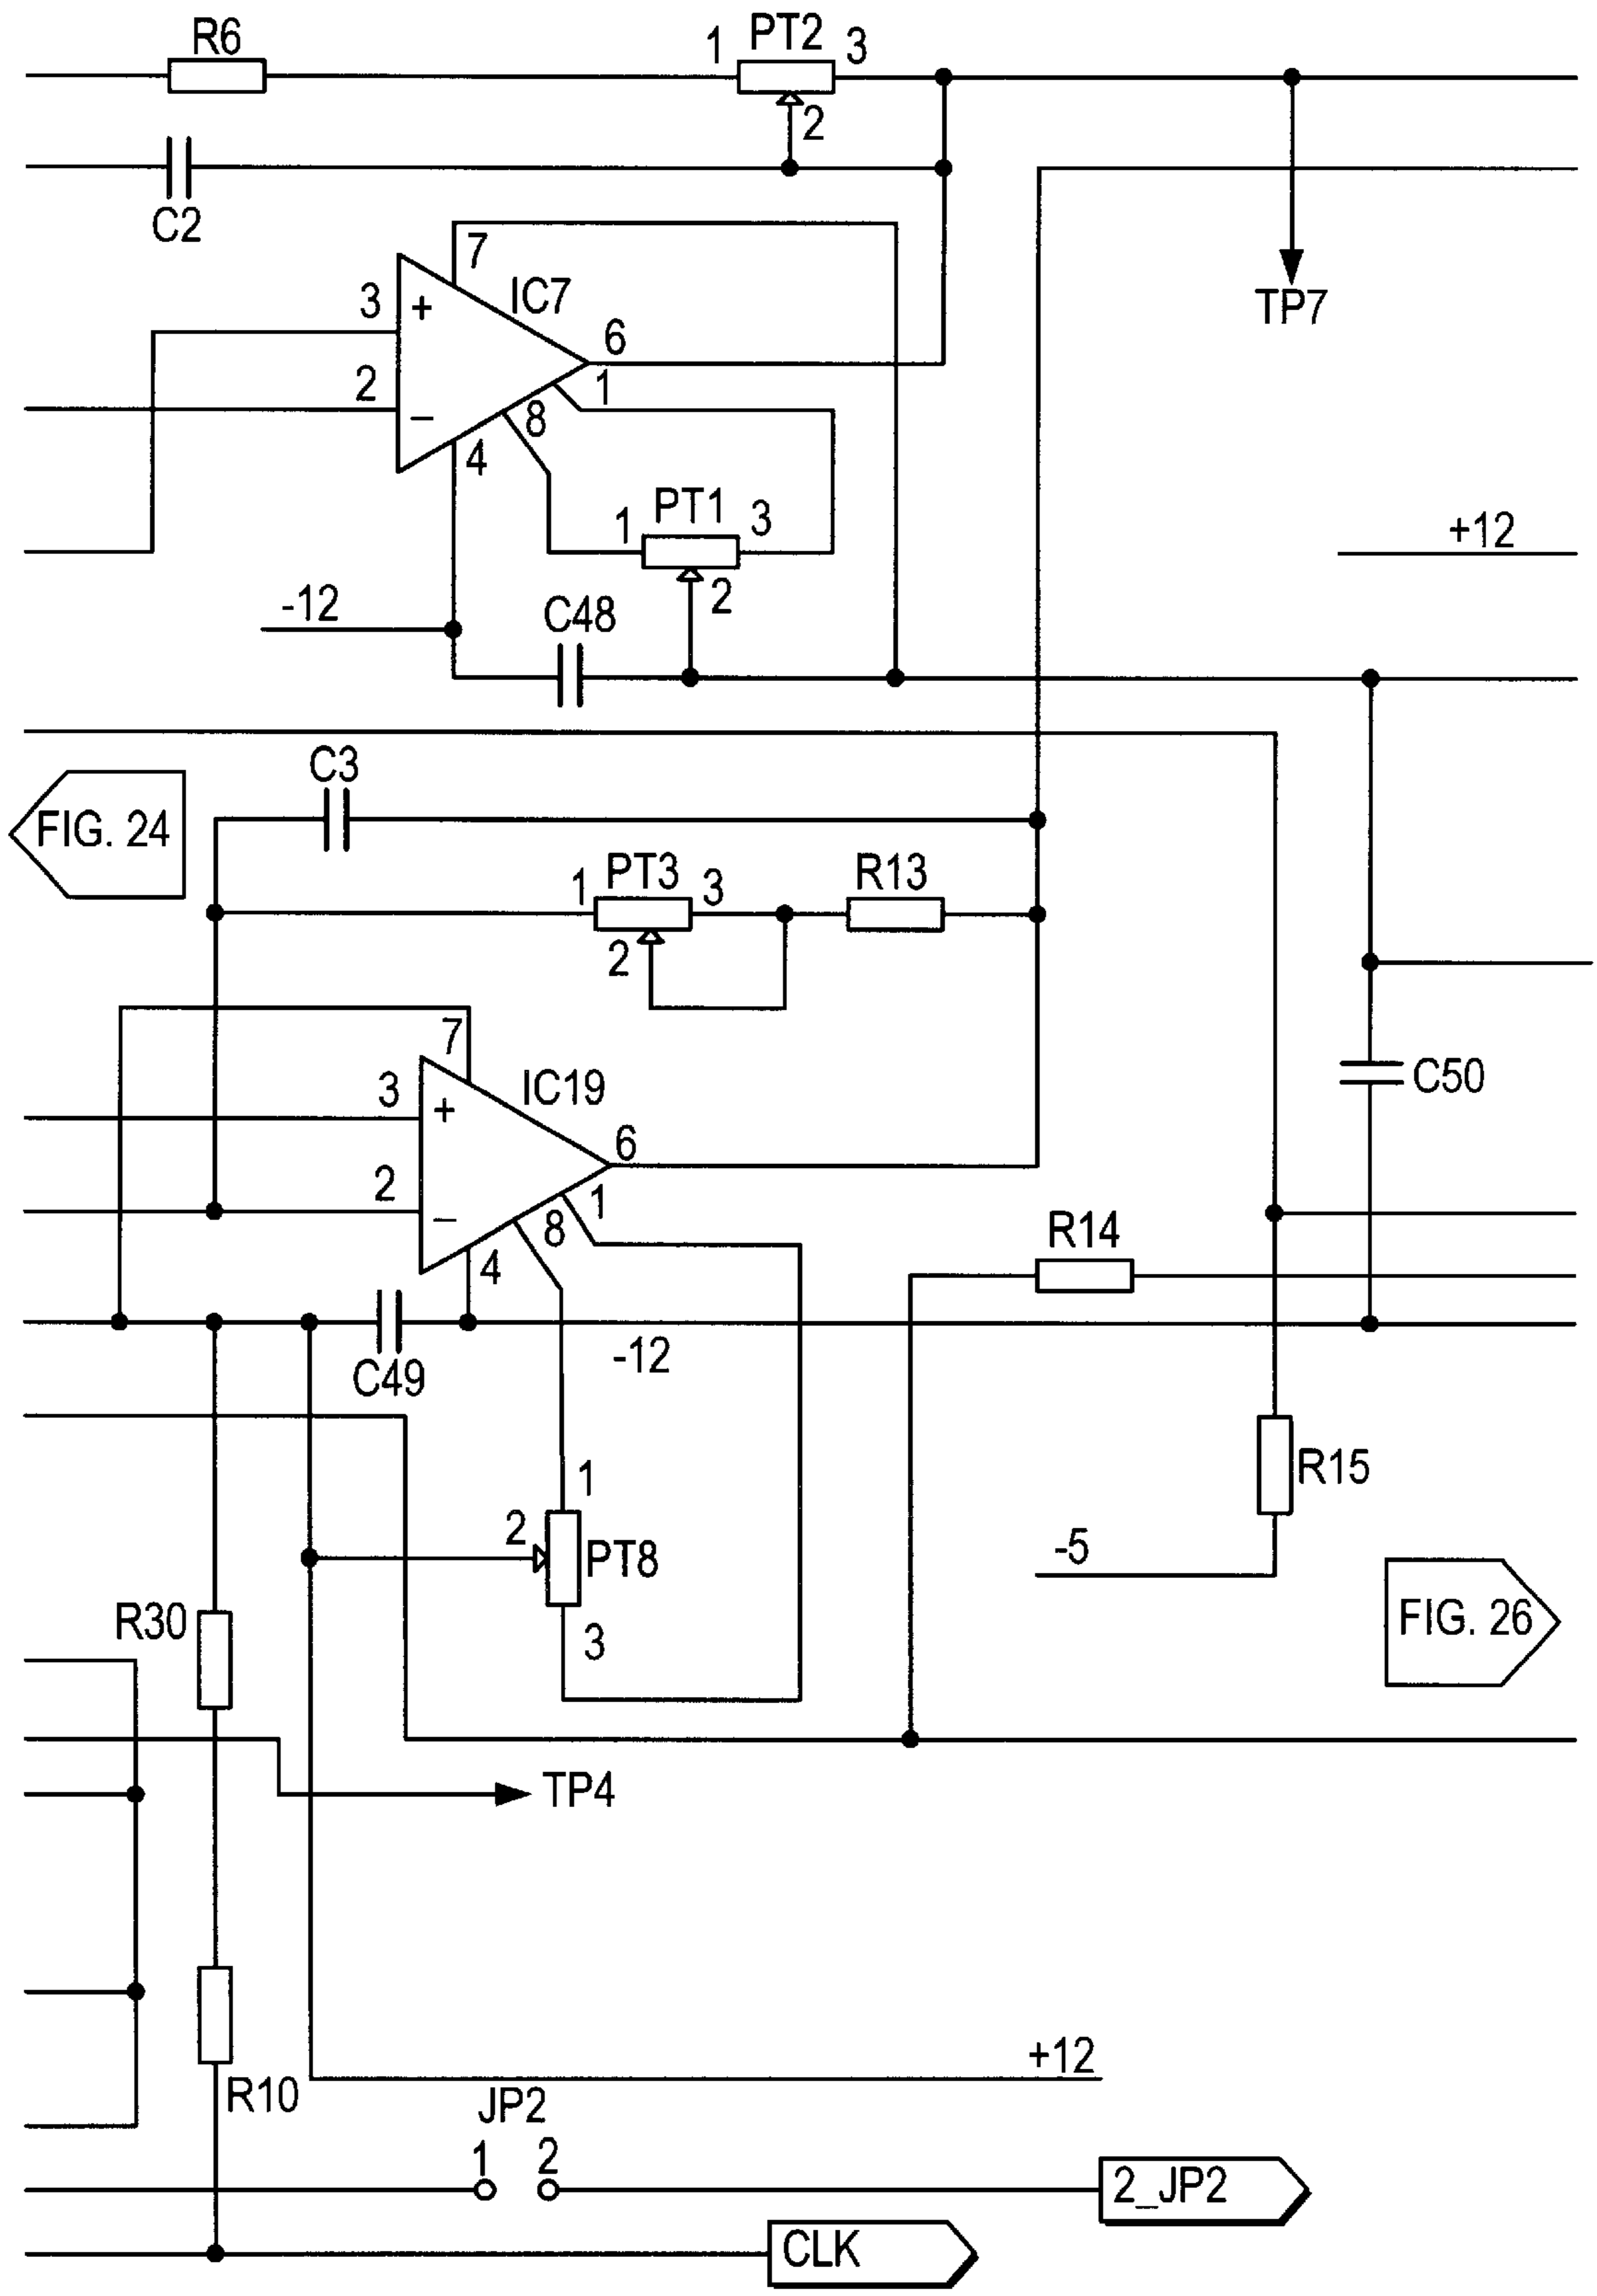 R6
1 PT2 3
2
C2
7
3 + IC7
6
TP7
2 −
1
8
4
1 PT1 3
+12
2
-12
C48
C3
FIG. 24
1 PT3 3
R13
2
7
IC19
C50
3 +
6
2 −
1
8
R14
4
-12
C49
1
R15
2
PT8
-5
R30
3
FIG. 26
TP4
+12
R10
JP2
1 2
2_JP2
CLK